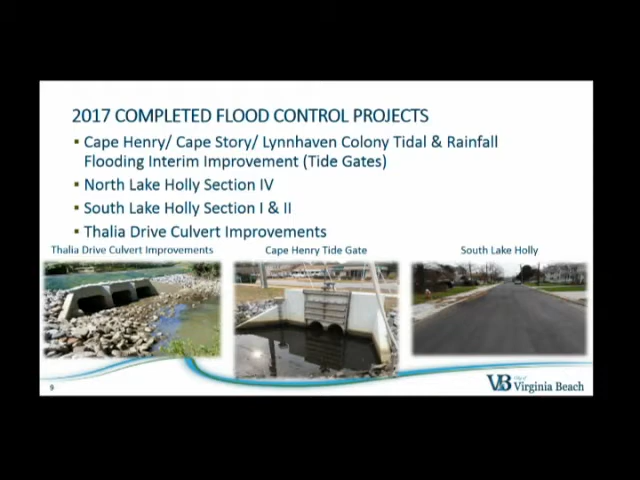 2017 COMPLETED FLOOD CONTROL PROJECTS
▪ Cape Henry/ Cape Story/ Lynnhaven Colony Tidal & Rainfall
Flooding Interim Improvement (Tide Gates)
▪ North Lake Holly Section IV
▪ South Lake Holly Section I & II
▪ Thalia Drive Culvert Improvements
Thalia Drive Culvert Improvements
Cape Henry Tide Gate
South Lake Holly
9
VB
City of
Virginia Beach